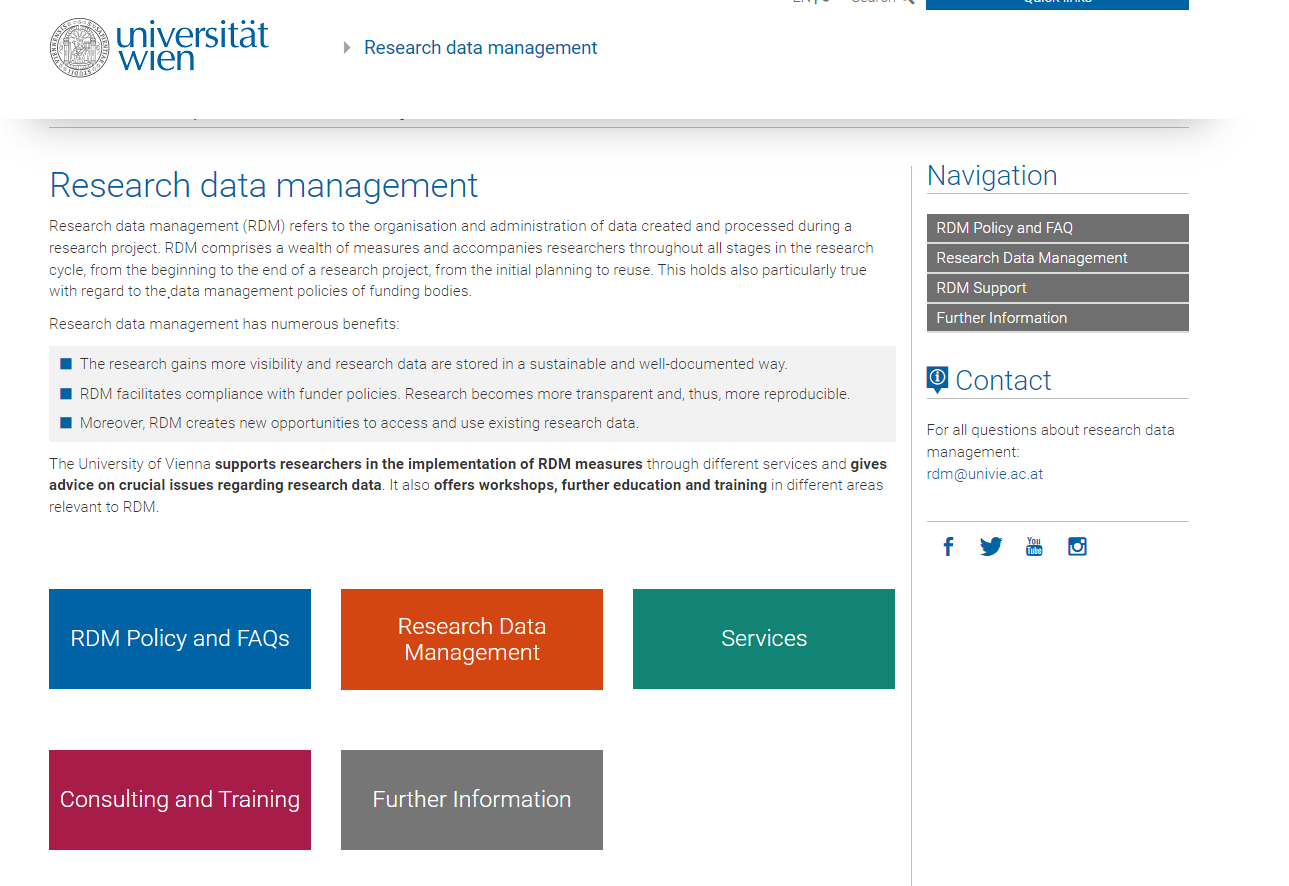 universität
wien
Research data management
Quick links
Research data management
Research data management (RDM) refers to the organisation and administration of data created and processed during a
research project. RDM comprises a wealth of measures and accompanies researchers throughout all stages in the research
cycle, from the beginning to the end of a research project, from the initial planning to reuse. This holds also particularly true
with regard to the data management policies of funding bodies.
Research data management has numerous benefits:
The research gains more visibility and research data are stored in a sustainable and well-documented way.
RDM facilitates compliance with funder policies. Research becomes more transparent and, thus, more reproducible.
Moreover, RDM creates new opportunities to access and use existing research data.
The University of Vienna supports researchers in the implementation of RDM measures through different services and gives
advice on crucial issues regarding research data. It also offers workshops, further education and training in different areas
relevant to RDM.
RDM Policy and FAQs
Research Data
Management
Services
Consulting and Training
Further Information
Navigation
RDM Policy and FAQ
Research Data Management
RDM Support
Further Information
Contact
For all questions about research data
management:
rdm@univie.ac.at
You
Tube